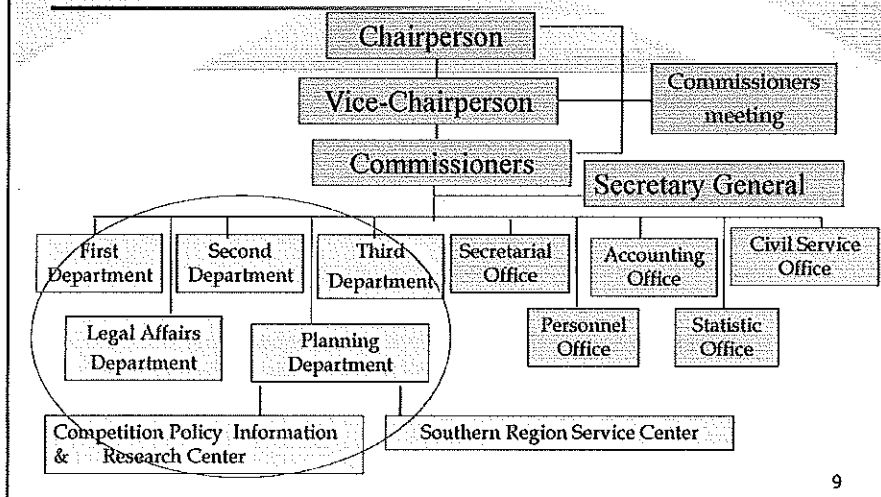 Chairperson
Vice-Chairperson
Commissioners
meeting
Commissioners
Secretary General
First
Department
Second
Department
Third
Department
Secretarial
Office
Accounting
Office
Civil Service
Office
Legal Affairs
Department
Planning
Department
Personnel
Office
Statistic
Office
Competition Policy Information
& Research Center
Southern Region Service Center
9